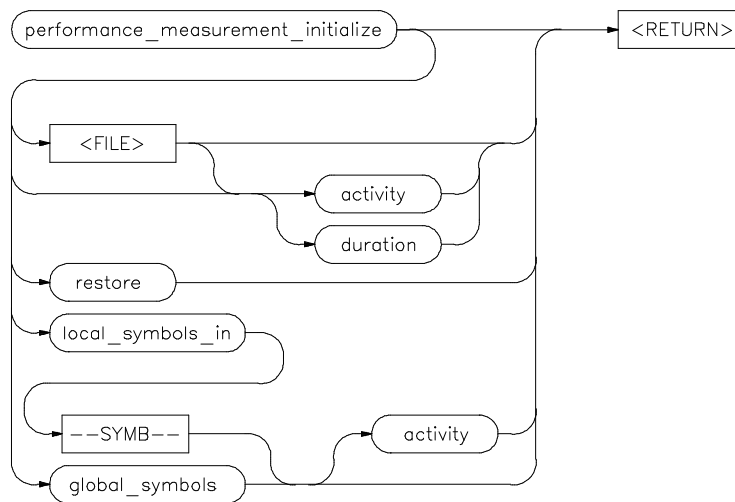 performance_measurement_initialize
<RETURN>
<FILE>
activity
duration
restore
local_symbols_in
--SYMB--
activity
global_symbols